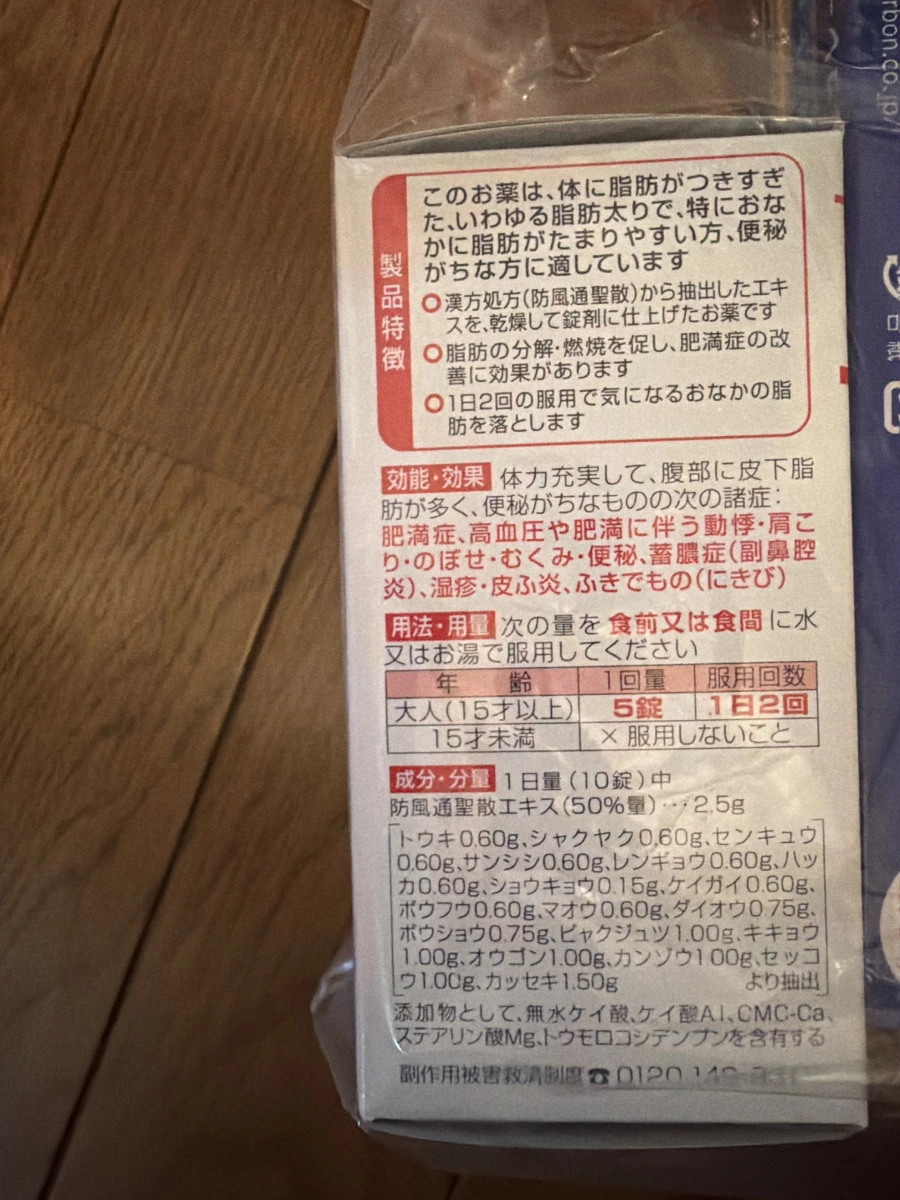 rbon.co.jp
製品特徴
このお薬は、体に脂肪がつきすぎ
た、いわゆる脂肪太りで、特におな
かに脂肪がたまりやすい方、便秘
がちな方に適しています
漢方処方(防風通聖散)から抽出したエキ
スを、乾燥して錠剤に仕上げたお薬です
脂肪の分解・燃焼を促し、肥満症の改
善に効果があります
1日2回の服用で気になるおなかの脂
肪を落とします
効能・効果 体力充実して、腹部に皮下脂
肪が多く、便秘がちなものの次の諸症:
肥満症、高血圧や肥満に伴う動悸・肩こ
り・のぼせ・むくみ・便秘、蓄膿症(副鼻腔
炎)、湿疹・皮ふ炎、ふきでもの(にきび)
用法・用量 次の量を食前又は食間に水
又はお湯で服用してください
年 齢 1回量 服用回数
大人(15才以上) 5錠 1日2回
15才未満 × 服用しないこと
成分・分量 1日量(10錠)中
防風通聖散エキス(50%量)…2.5g
トウキ0.60g、シャクヤク0.60g、センキュウ
0.60g、サンシシ0.60g、レンギョウ0.60g、ハッ
カ0.60g、ショウキョウ0.15g、ケイガイ0.60g、
ボウフウ0.60g、マオウ0.60g、ダイオウ0.75g、
ボウショウ0.75g、ビャクジュツ1.00g、キキョウ
1.00g、オウゴン1.00g、カンゾウ1.00g、セッコ
ウ1.00g、カッセキ1.50g より抽出
添加物として、無水ケイ酸、ケイ酸Al、CMC-Ca、
ステアリン酸Mg、トウモロコシデンプンを含有する
副作用被害救済制度☎0120